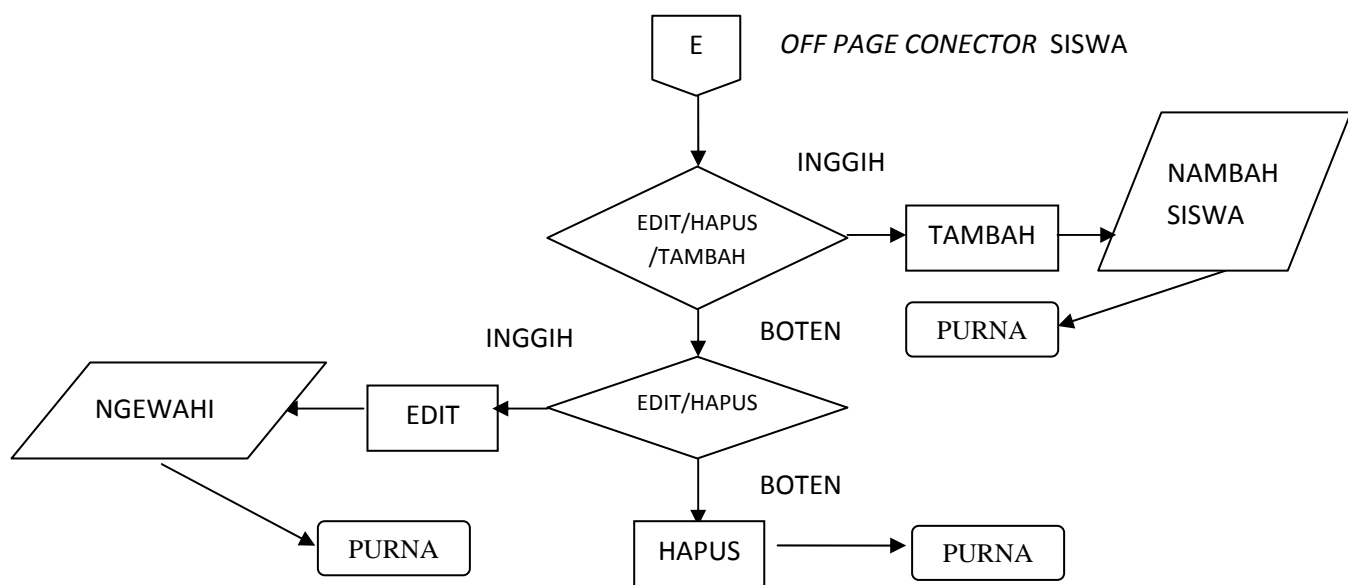 E
OFF PAGE CONECTOR SISWA
INGGIH
NAMBAH
SISWA
EDIT/HAPUS
/TAMBAH
TAMBAH
INGGIH
BOTEN
PURNA
NGEWAHI
EDIT
EDIT/HAPUS
BOTEN
PURNA
HAPUS
PURNA